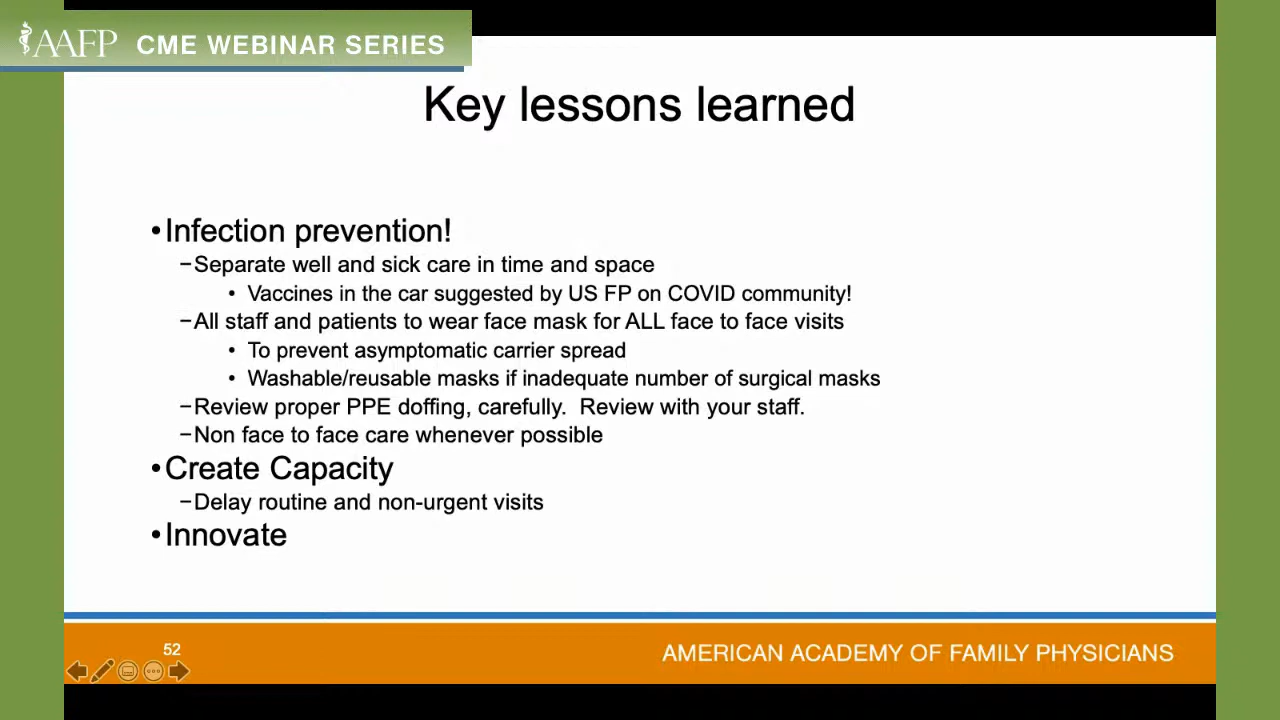 AAFP CME WEBINAR SERIES
Key lessons learned
•Infection prevention!
–Separate well and sick care in time and space
• Vaccines in the car suggested by US FP on COVID community!
–All staff and patients to wear face mask for ALL face to face visits
• To prevent asymptomatic carrier spread
• Washable/reusable masks if inadequate number of surgical masks
–Review proper PPE doffing, carefully.  Review with your staff.
–Non face to face care whenever possible
•Create Capacity
–Delay routine and non-urgent visits
•Innovate
52
AMERICAN ACADEMY OF FAMILY PHYSICIANS